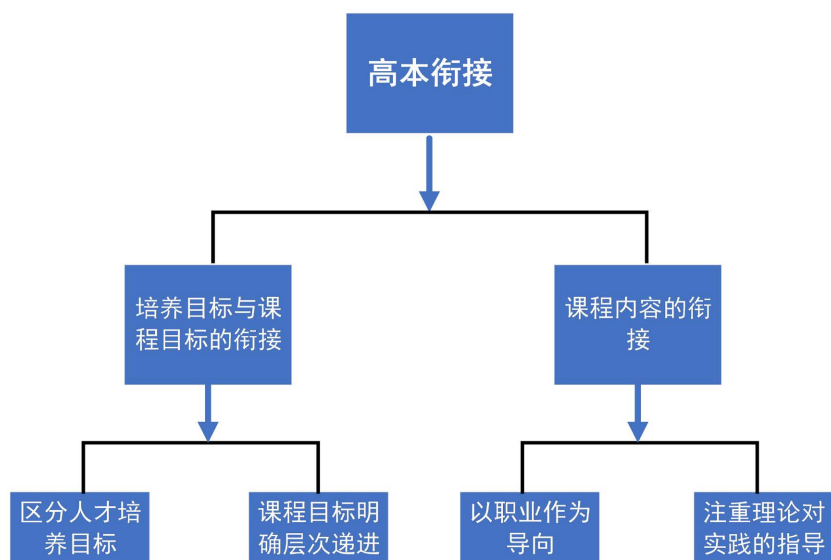 高本衔接
培养目标与课
程目标的衔接
课程内容的衔
接
区分人才培
养目标
课程目标明
确层次递进
以职业作为
导向
注重理论对
实践的指导